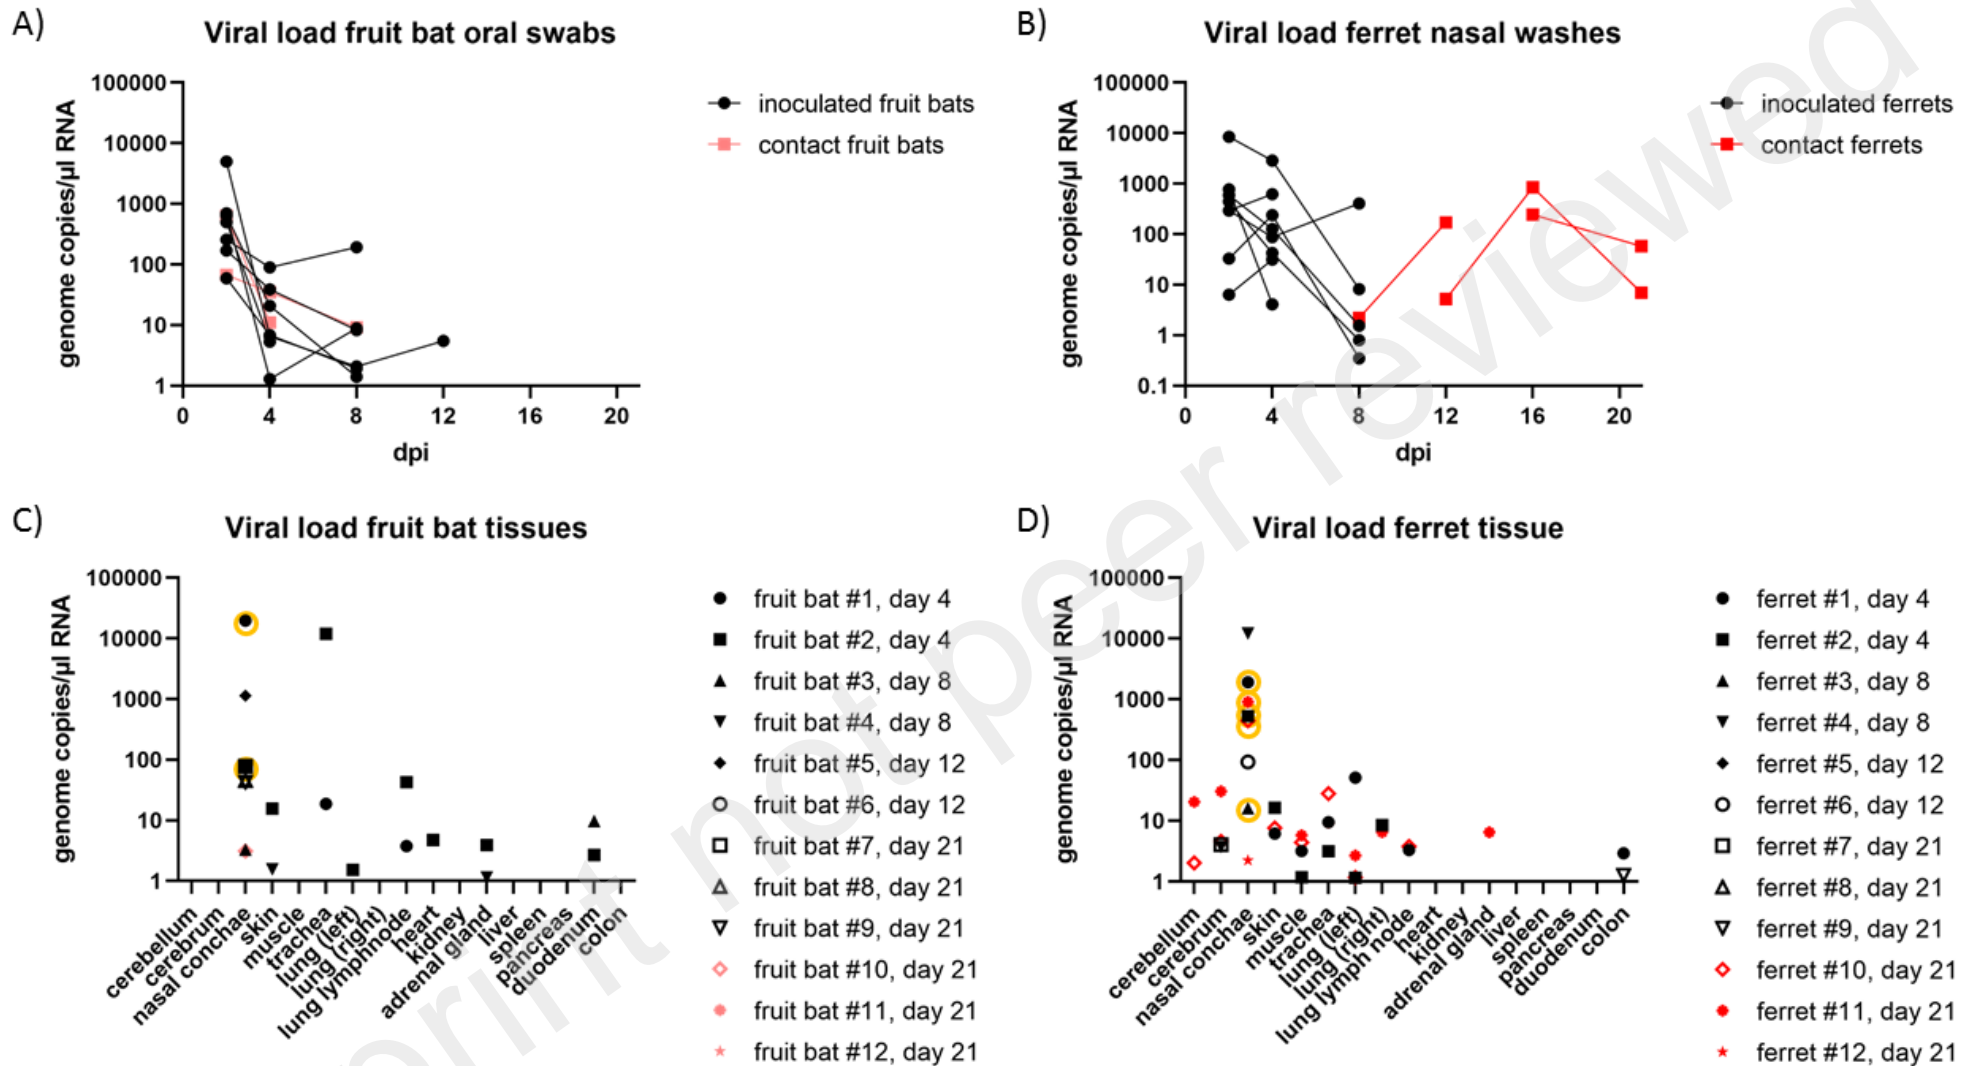 A)
Viral load fruit bat oral swabs
genome copies/µl RNA
100000
10000
1000
100
10
1
0
4
8
12
16
20
dpi
inoculated fruit bats
contact fruit bats
B)
Viral load ferret nasal washes
genome copies/µl RNA
100000
10000
1000
100
10
1
0.1
0
4
8
12
16
20
dpi
inoculated ferrets
contact ferrets
C)
Viral load fruit bat tissues
genome copies/µl RNA
100000
10000
1000
100
10
1
cerebellum
cerebrum
nasal conchae
skin
muscle
trachea
lung (left)
lung (right)
lung lymphnode
heart
kidney
adrenal gland
liver
spleen
pancreas
duodenum
colon
fruit bat #1, day 4
fruit bat #2, day 4
fruit bat #3, day 8
fruit bat #4, day 8
fruit bat #5, day 12
fruit bat #6, day 12
fruit bat #7, day 21
fruit bat #8, day 21
fruit bat #9, day 21
fruit bat #10, day 21
fruit bat #11, day 21
fruit bat #12, day 21
D)
Viral load ferret tissue
genome copies/µl RNA
100000
10000
1000
100
10
1
cerebellum
cerebrum
nasal conchae
skin
muscle
trachea
lung (left)
lung (right)
lung lymph node
heart
kidney
adrenal gland
liver
spleen
pancreas
duodenum
colon
ferret #1, day 4
ferret #2, day 4
ferret #3, day 8
ferret #4, day 8
ferret #5, day 12
ferret #6, day 12
ferret #7, day 21
ferret #8, day 21
ferret #9, day 21
ferret #10, day 21
ferret #11, day 21
ferret #12, day 21
not peer reviewed